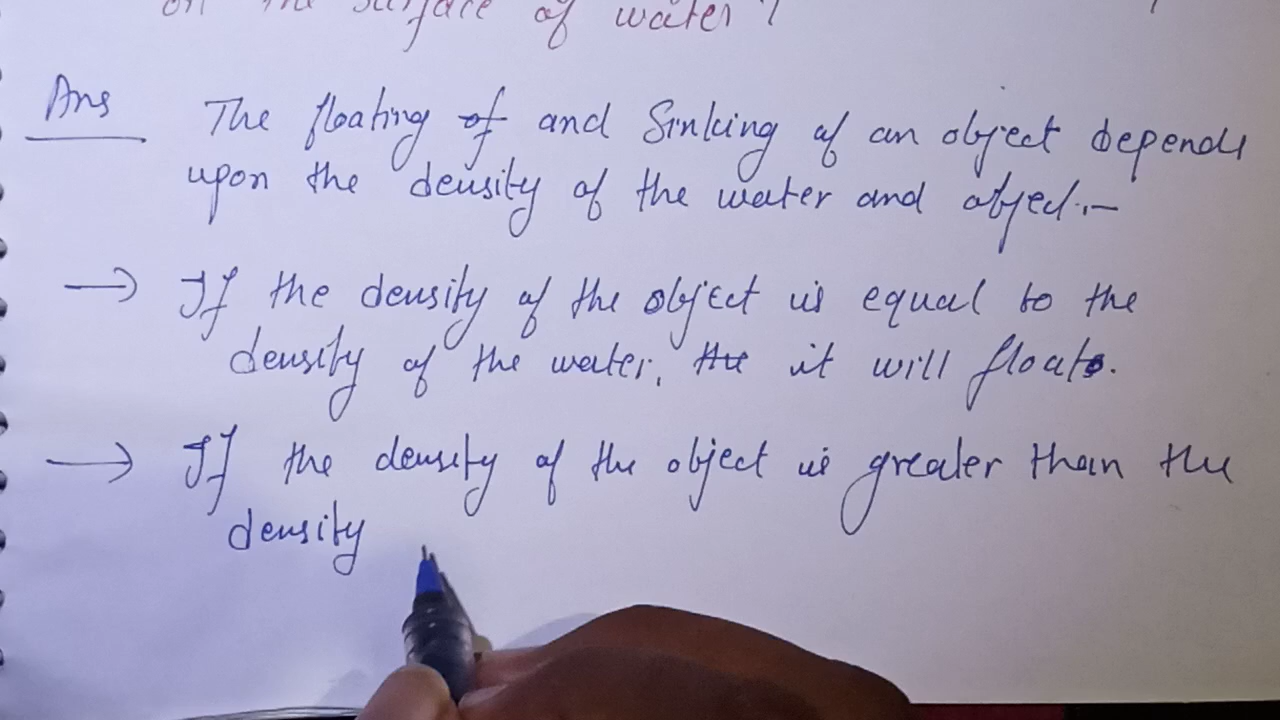 on the surface of water?
Ans The floating of and Sinking of an object depends
upon the density of the water and object:-
→ If the density of the object is equal to the
density of the water, the it will floats.
→ If the density of the object is greater than the
density